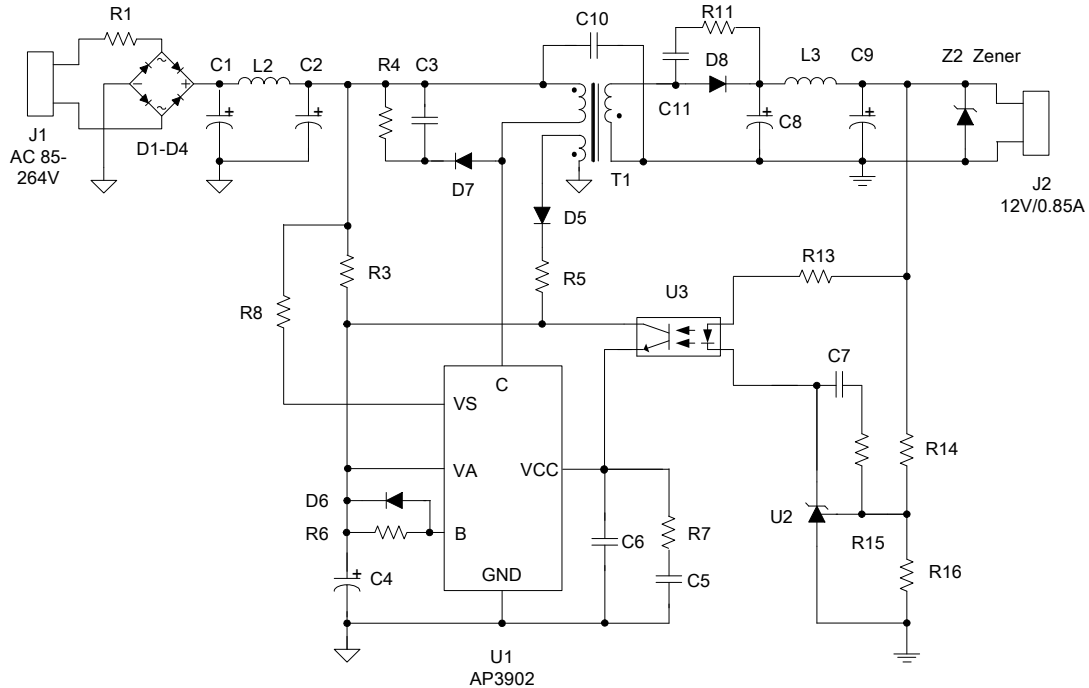 R1
J1
AC 85-
264V
D1-D4
C1
L2
C2
R4
C3
D7
C10
T1
R11
C11
D8
C8
L3
C9
Z2 Zener
J2
12V/0.85A
D5
R5
R3
R8
U3
R13
C7
R14
U2
R15
R16
C
VS
VA
VCC
B
GND
D6
R6
C4
C6
R7
C5
U1
AP3902
+
+
+
+
+
~
~
-
+